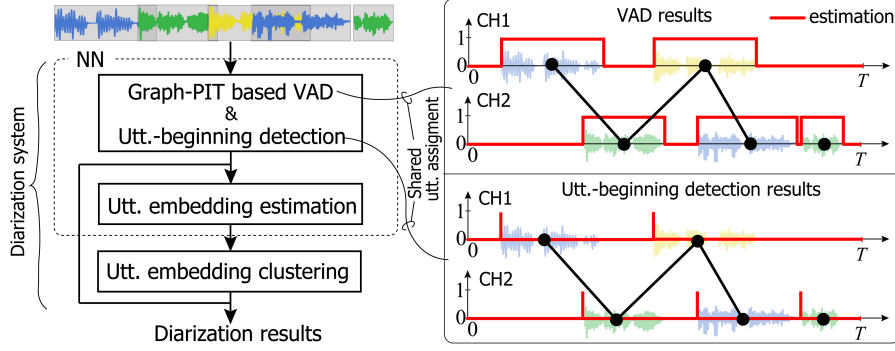 NN
Graph-PIT based VAD
&
Utt.-beginning detection
Utt. embedding estimation
Utt. embedding clustering
Diarization results
Diarization system
Shared
utt. assigment
VAD results
estimation
CH1
1
0
0
T
CH2
1
0
0
T
Utt.-beginning detection results
CH1
1
0
0
T
CH2
1
0
0
T